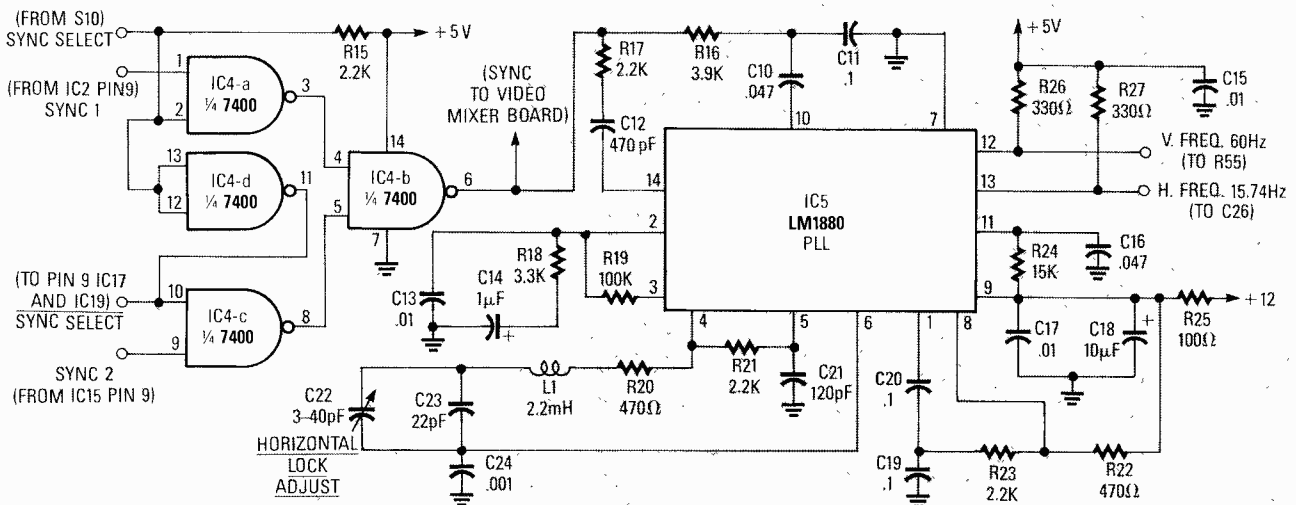 (FROM S10)
SYNC SELECT
(FROM IC2 PIN9)
SYNC 1
1
2
IC4-a
¼ 7400
3
R15
2.2K
+5V
13
12
IC4-d
¼ 7400
11
14
4
5
IC4-b
¼ 7400
6
7
(TO PIN 9 IC17
AND IC19)
SYNC SELECT
10
9
IC4-c
¼ 7400
8
SYNC 2
(FROM IC15 PIN 9)
(SYNC
TO VIDEO
MIXER BOARD)
R17
2.2K
R16
3.9K
C11
.1
C10
.047
C12
470 pF
10
7
14
2
3
4
5
6
1
8
9
11
13
12
IC5
LM1880
PLL
+5V
R26
330Ω
R27
330Ω
C15
.01
V. FREQ. 60Hz
(TO R55)
H. FREQ. 15.74Hz
(TO C26)
R24
15K
C16
.047
R25
100Ω
+12
C17
.01
C18
10µF
+
R18
3.3K
R19
100K
C14
1µF
+
C13
.01
R21
2.2K
C21
120pF
L1
2.2mH
R20
470Ω
C22
3–40pF
C23
22pF
HORIZONTAL
LOCK
ADJUST
C24
.001
C20
.1
C19
.1
R23
2.2K
R22
470Ω